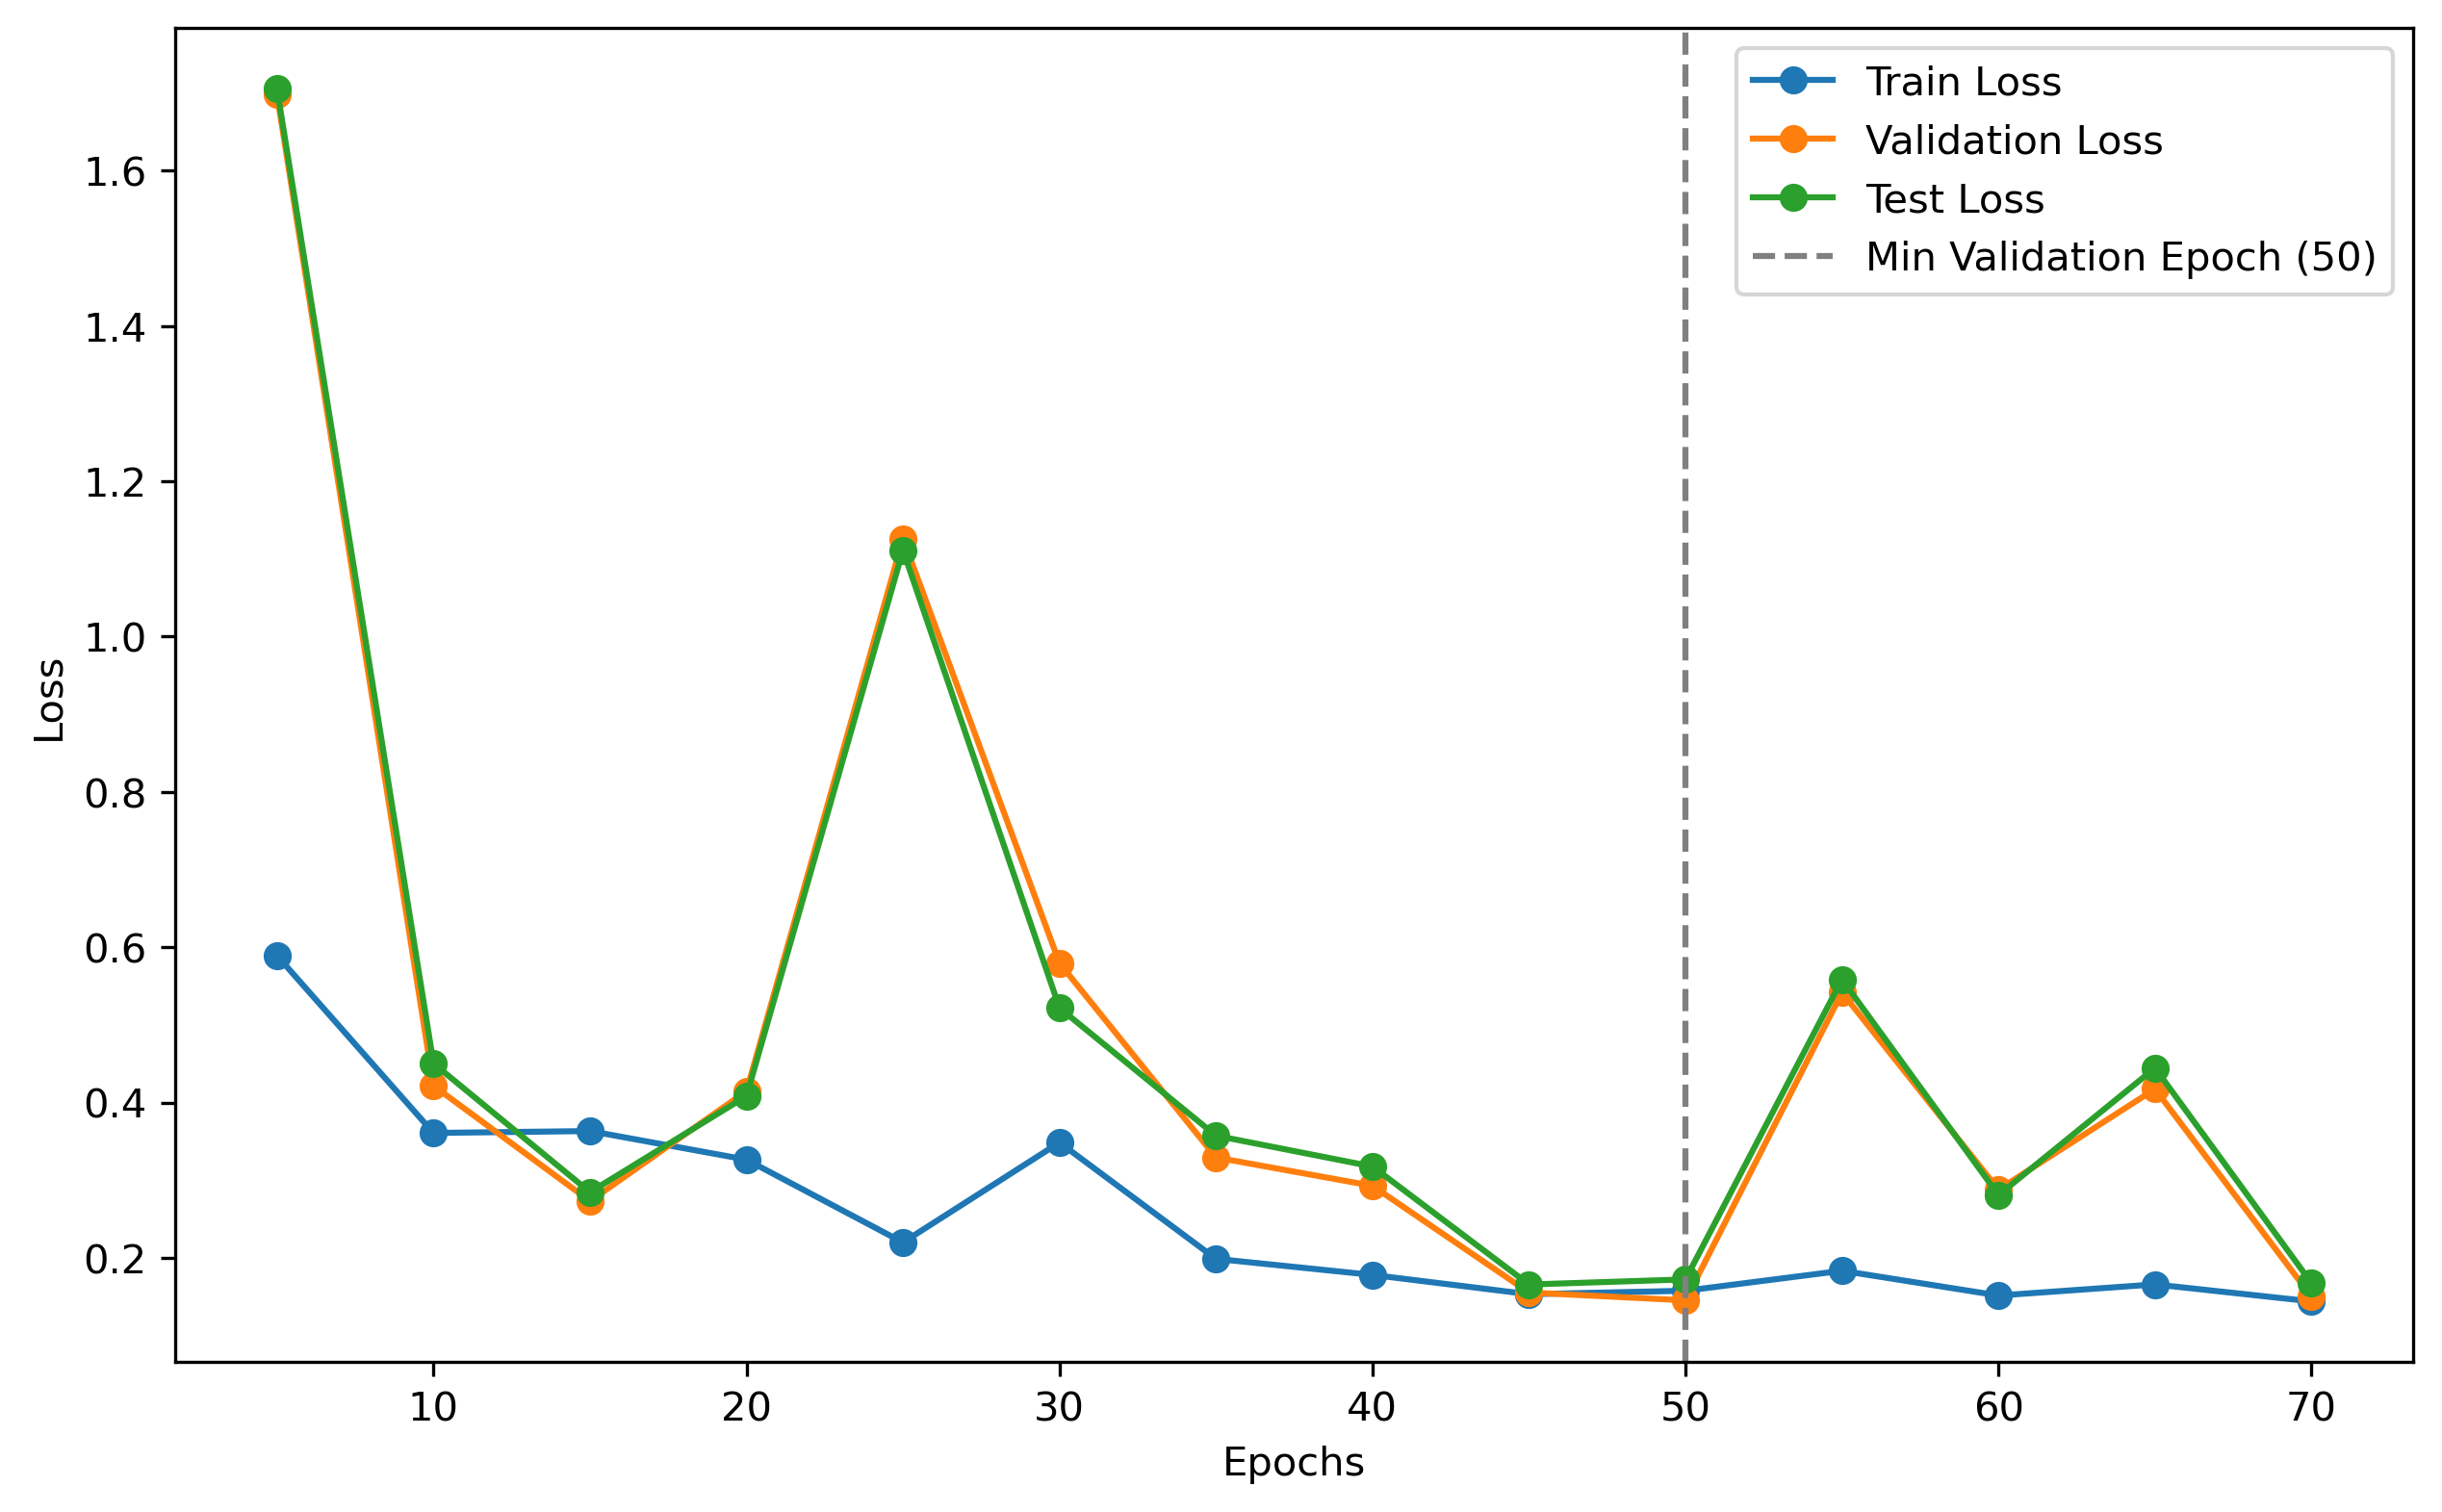 Train Loss
Validation Loss
Test Loss
Min Validation Epoch (50)
1.6
1.4
1.2
1.0
0.8
0.6
0.4
0.2
Loss
10 20 30 40 50 60 70
Epochs